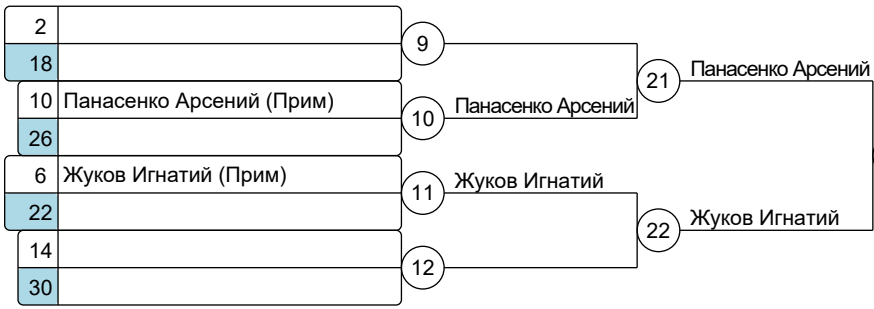 2
9
18
Панасенко Арсений
21
10 Панасенко Арсений (Прим)
Панасенко Арсений
10
26
6 Жуков Игнатий (Прим)
Жуков Игнатий
11
22
Жуков Игнатий
22
14
12
30